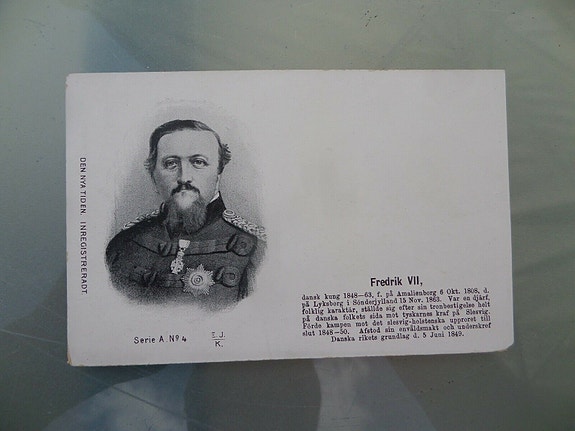 DEN NYA TIDEN. INREGISTRERADT.
Fredrik VII,
dansk kung 1848—63, f. på Amalienborg 6 Okt. 1808, d.
på Lyksborg i Sönderjylland 15 Nov. 1863. Var en djärf,
folklig karaktär, stälde sig efter sin tronbestigelse helt
på danska folkets sida mot tyskarnes kraf på Slesvig.
Förde kampen mot det slesvig-holstenska upproret till
slut 1848—50. Afstod sin envåldsmakt och underskref
Danska rikets grundlag d. 5 Juni 1849.
Serie A. Nº 4
E. J.
K.